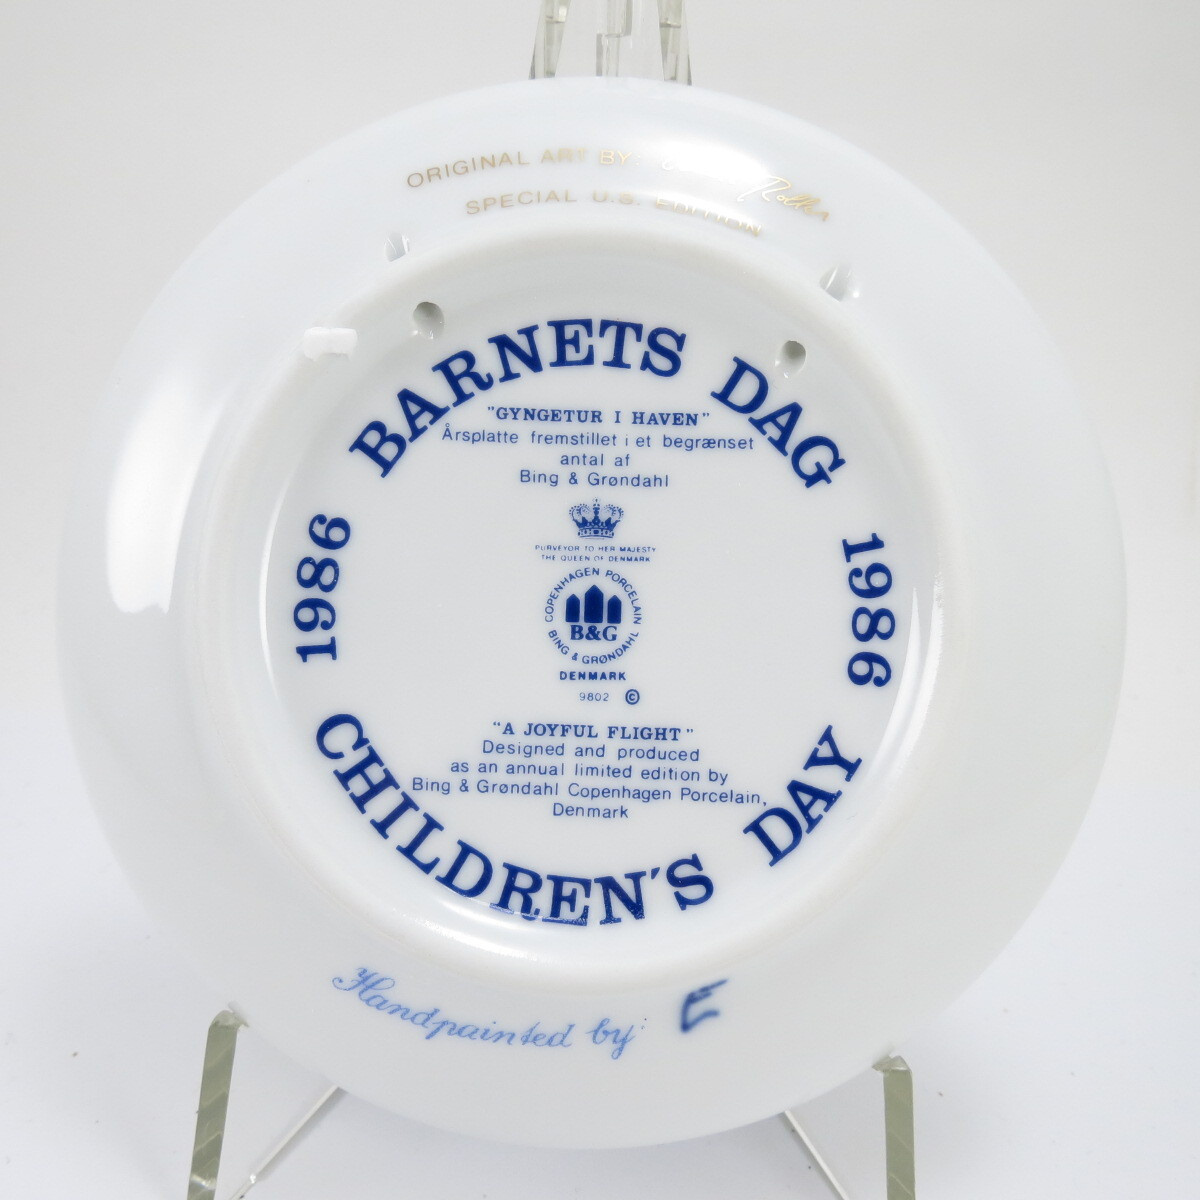 ORIGINAL ART BY: Roller
SPECIAL U.S. EDITION
BARNETS DAG
1986
1986
"GYNGETUR I HAVEN"
Årsplatte fremstillet i et begrænset
antal af
Bing & Grøndahl
PURVEYOR TO HER MAJESTY
THE QUEEN OF DENMARK
COPENHAGEN PORCELAIN
B&G
BING & GRØNDAHL
DENMARK
9802 ©
"A JOYFUL FLIGHT"
Designed and produced
as an annual limited edition by
Bing & Grøndahl Copenhagen Porcelain,
Denmark
CHILDREN'S DAY
Handpainted by: E